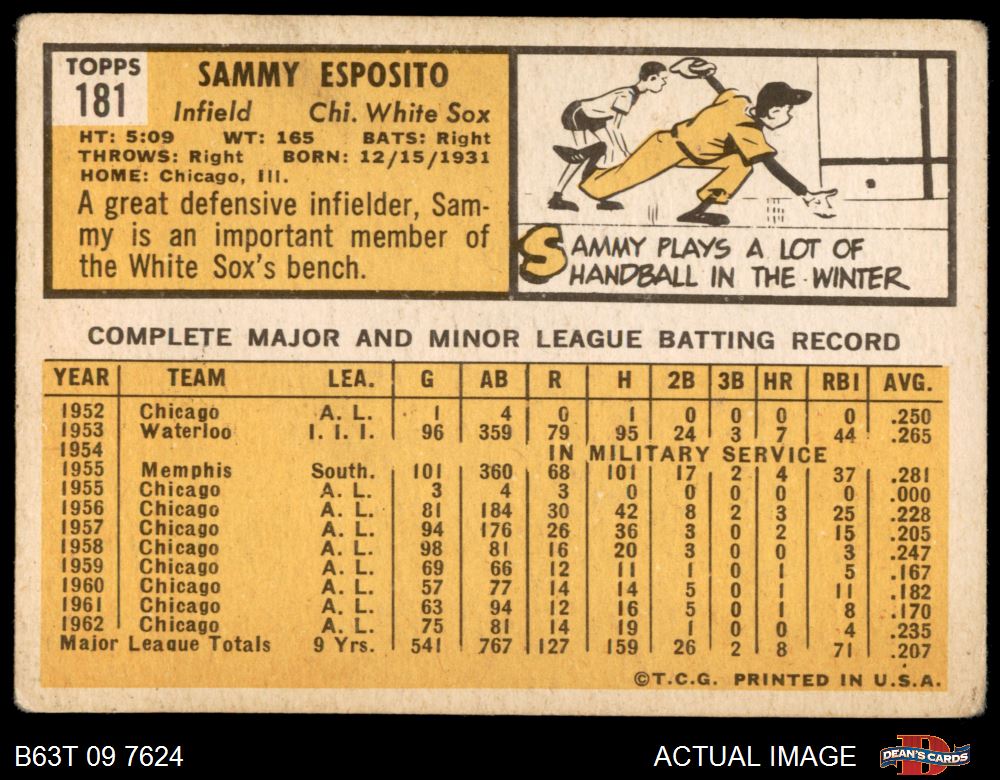 TOPPS
181
SAMMY ESPOSITO
Infield Chi. White Sox
HT: 5:09 WT: 165 BATS: Right
THROWS: Right BORN: 12/15/1931
HOME: Chicago, Ill.
A great defensive infielder, Sam-
my is an important member of
the White Sox's bench.
SAMMY PLAYS A LOT OF
HANDBALL IN THE WINTER
COMPLETE MAJOR AND MINOR LEAGUE BATTING RECORD
YEAR TEAM LEA. G AB R H 2B 3B HR RBI AVG.
1952 Chicago A. L. 1 4 0 1 0 0 0 0 .250
1953 Waterloo I. I. I. 96 359 79 95 24 3 7 44 .265
1954 IN MILITARY SERVICE
1955 Memphis South. 101 360 68 101 17 2 4 37 .281
1955 Chicago A. L. 3 4 3 0 0 0 0 0 .000
1956 Chicago A. L. 81 184 30 42 8 2 3 25 .228
1957 Chicago A. L. 94 176 26 36 3 0 2 15 .205
1958 Chicago A. L. 98 81 16 20 3 0 0 3 .247
1959 Chicago A. L. 69 66 12 11 1 0 1 5 .167
1960 Chicago A. L. 57 77 14 14 5 0 1 11 .182
1961 Chicago A. L. 63 94 12 16 5 0 1 8 .170
1962 Chicago A. L. 75 81 14 19 1 0 0 4 .235
Major League Totals 9 Yrs. 541 767 127 159 26 2 8 71 .207
©T.C.G. PRINTED IN U.S.A.
B63T 09 7624
ACTUAL IMAGE
DEAN'S CARDS